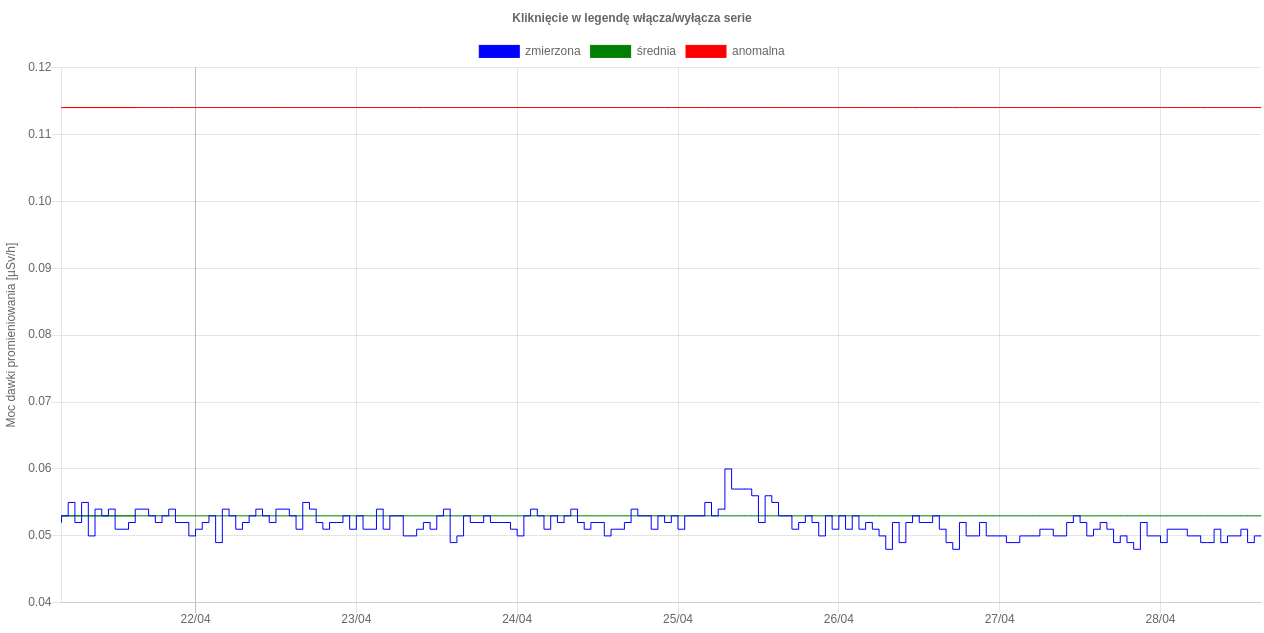 Kliknięcie w legendę włącza/wyłącza serie
zmierzona średnia anomalna
0.12
0.11
0.10
0.09
0.08
0.07
0.06
0.05
0.04
Moc dawki promieniowania [µSv/h]
22/04 23/04 24/04 25/04 26/04 27/04 28/04